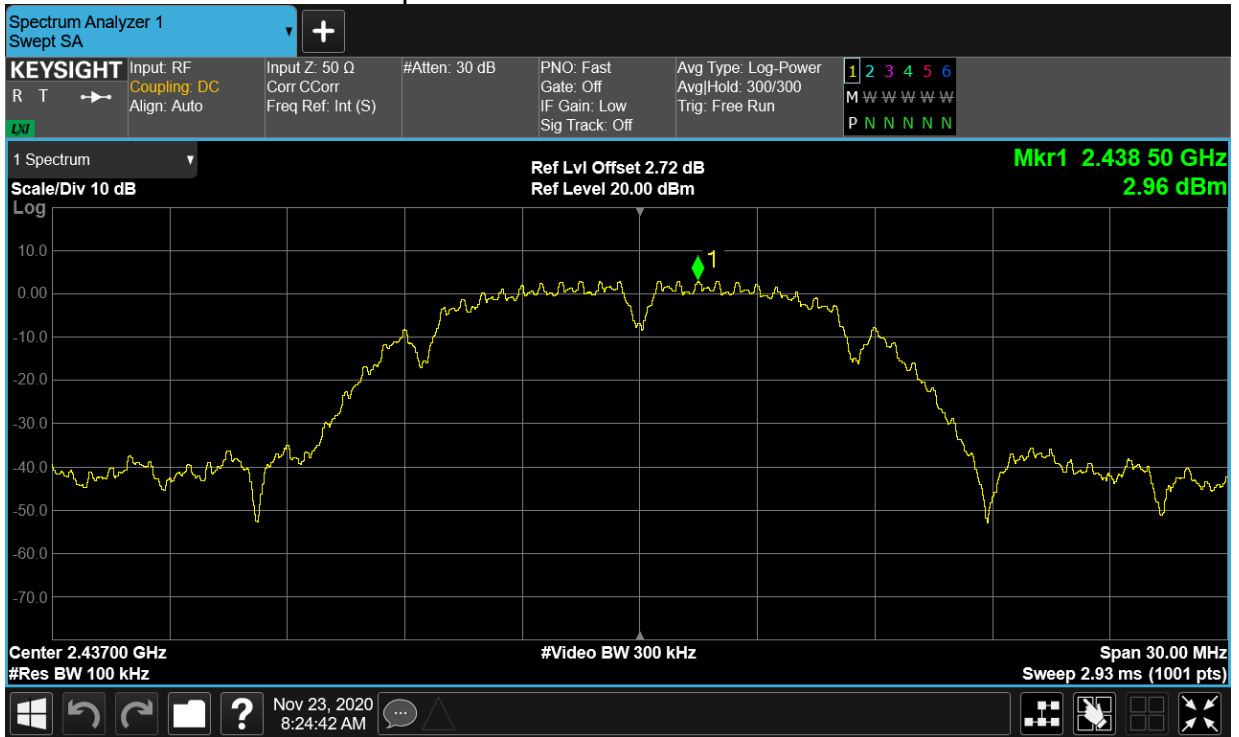 Spectrum Analyzer 1
Swept SA
+
KEYSIGHT
R T
LXI
Input: RF
Coupling: DC
Align: Auto
Input Z: 50 Ω
Corr CCorr
Freq Ref: Int (S)
#Atten: 30 dB
PNO: Fast
Gate: Off
IF Gain: Low
Sig Track: Off
Avg Type: Log-Power
Avg|Hold: 300/300
Trig: Free Run
1 2 3 4 5 6
M W W W W W
P N N N N N
1 Spectrum
Scale/Div 10 dB
Log
Ref Lvl Offset 2.72 dB
Ref Level 20.00 dBm
Mkr1 2.438 50 GHz
2.96 dBm
1
10.0
0.00
-10.0
-20.0
-30.0
-40.0
-50.0
-60.0
-70.0
Center 2.43700 GHz
#Res BW 100 kHz
#Video BW 300 kHz
Span 30.00 MHz
Sweep 2.93 ms (1001 pts)
?
Nov 23, 2020
8:24:42 AM